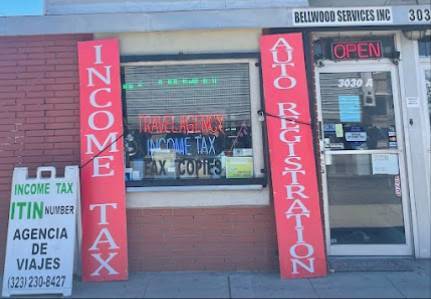 BELLWOOD SERVICES INC
303
OPEN
3030 A
INCOME TAX
AUTO REGISTRATION
TRAVEL AGENCY
INCOME TAX
FAX COPIES
INCOME TAX
ITIN NUMBER
AGENCIA
DE
VIAJES
(323) 230-8427